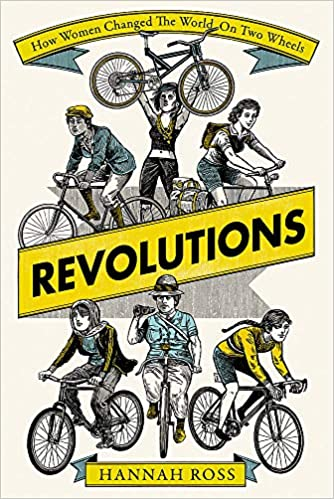 How Women Changed The World On Two Wheels
REVOLUTIONS
HANNAH ROSS